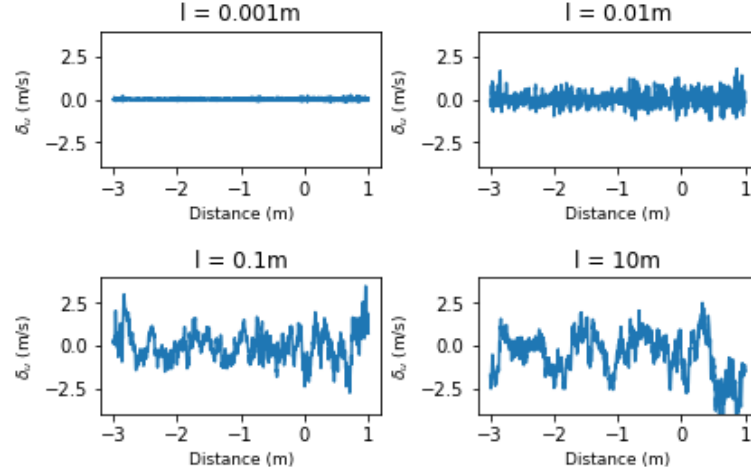 l = 0.001m
2.5
0.0
−2.5
δᵤ (m/s)
−3 −2 −1 0 1
Distance (m)
l = 0.01m
2.5
0.0
−2.5
δᵤ (m/s)
−3 −2 −1 0 1
Distance (m)
l = 0.1m
2.5
0.0
−2.5
δᵤ (m/s)
−3 −2 −1 0 1
Distance (m)
l = 10m
2.5
0.0
−2.5
δᵤ (m/s)
−3 −2 −1 0 1
Distance (m)